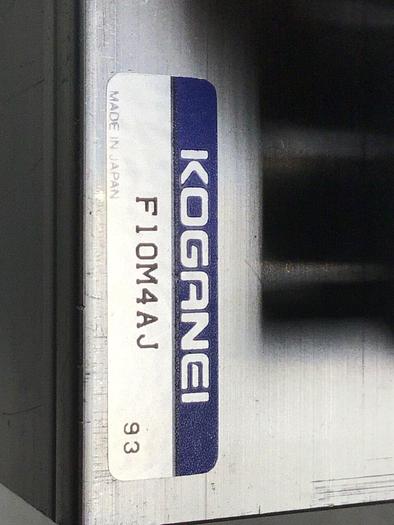 KOGANEI
F10M4AJ
93
MADE IN JAPAN